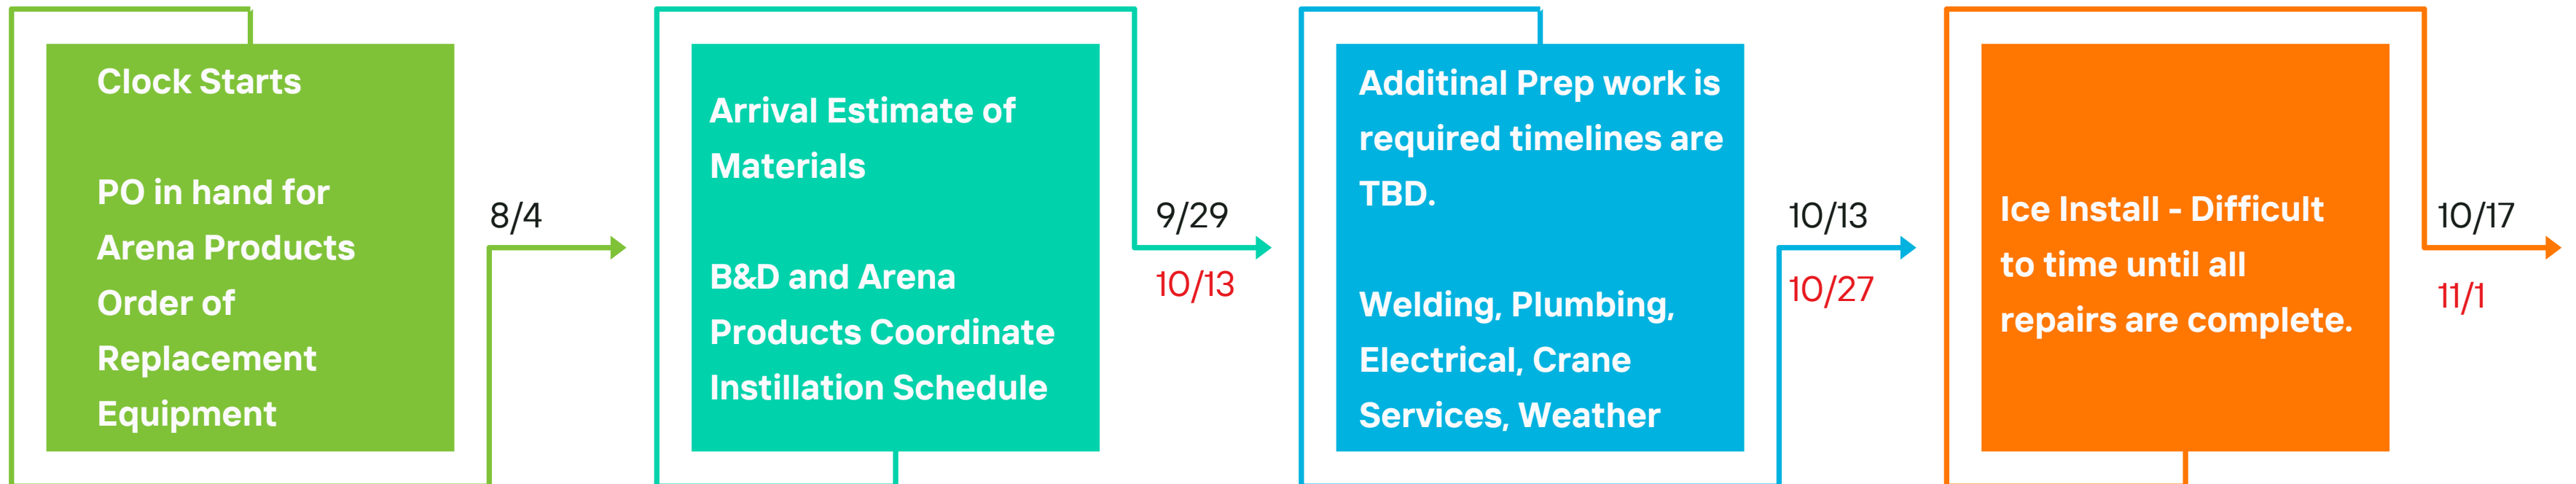 Clock Starts
PO in hand for
Arena Products
Order of
Replacement
Equipment
8/4
Arrival Estimate of
Materials
B&D and Arena
Products Coordinate
Instillation Schedule
9/29
10/13
Additinal Prep work is
required timelines are
TBD.
Welding, Plumbing,
Electrical, Crane
Services, Weather
10/13
10/27
Ice Install - Difficult
to time until all
repairs are complete.
10/17
11/1